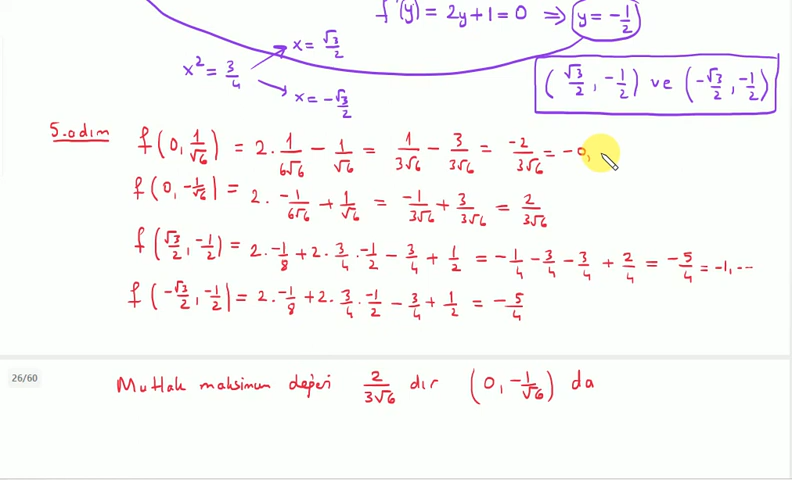 f'(y) = 2y+1 = 0 ⇒ y = -1/2
x² = 3/4
x = √3/2
x = -√3/2
(√3/2, -1/2) ve (-√3/2, -1/2)
5.adım f(0, 1/√6) = 2. 1/6√6 - 1/√6 = 1/3√6 - 3/3√6 = -2/3√6 = -0,
f(0, -1/√6) = 2. -1/6√6 + 1/√6 = -1/3√6 + 3/3√6 = 2/3√6
f(√3/2, -1/2) = 2. -1/8 + 2. 3/4 . -1/2 - 3/4 + 1/2 = -1/4 - 3/4 - 3/4 + 2/4 = -5/4 = -1,---
f(-√3/2, -1/2) = 2. -1/8 + 2. 3/4 . -1/2 - 3/4 + 1/2 = -5/4
26/60
Mutlak maksimum değeri 2/3√6 dır (0, -1/√6) da